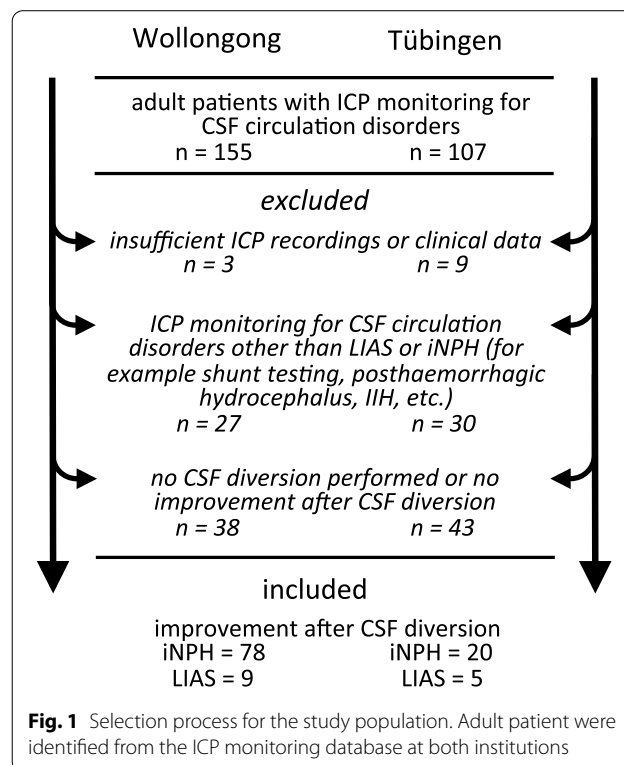 Wollongong Tübingen
adult patients with ICP monitoring for
CSF circulation disorders
n = 155 n = 107
excluded
insufficient ICP recordings or clinical data
n = 3 n = 9
ICP monitoring for CSF circulation
disorders other than LIAS or iNPH (for
example shunt testing, posthaemorrhagic
hydrocephalus, IIH, etc.)
n = 27 n = 30
no CSF diversion performed or no
improvement after CSF diversion
n = 38 n = 43
included
improvement after CSF diversion
iNPH = 78 iNPH = 20
LIAS = 9 LIAS = 5
Fig. 1 Selection process for the study population. Adult patient were
identified from the ICP monitoring database at both institutions